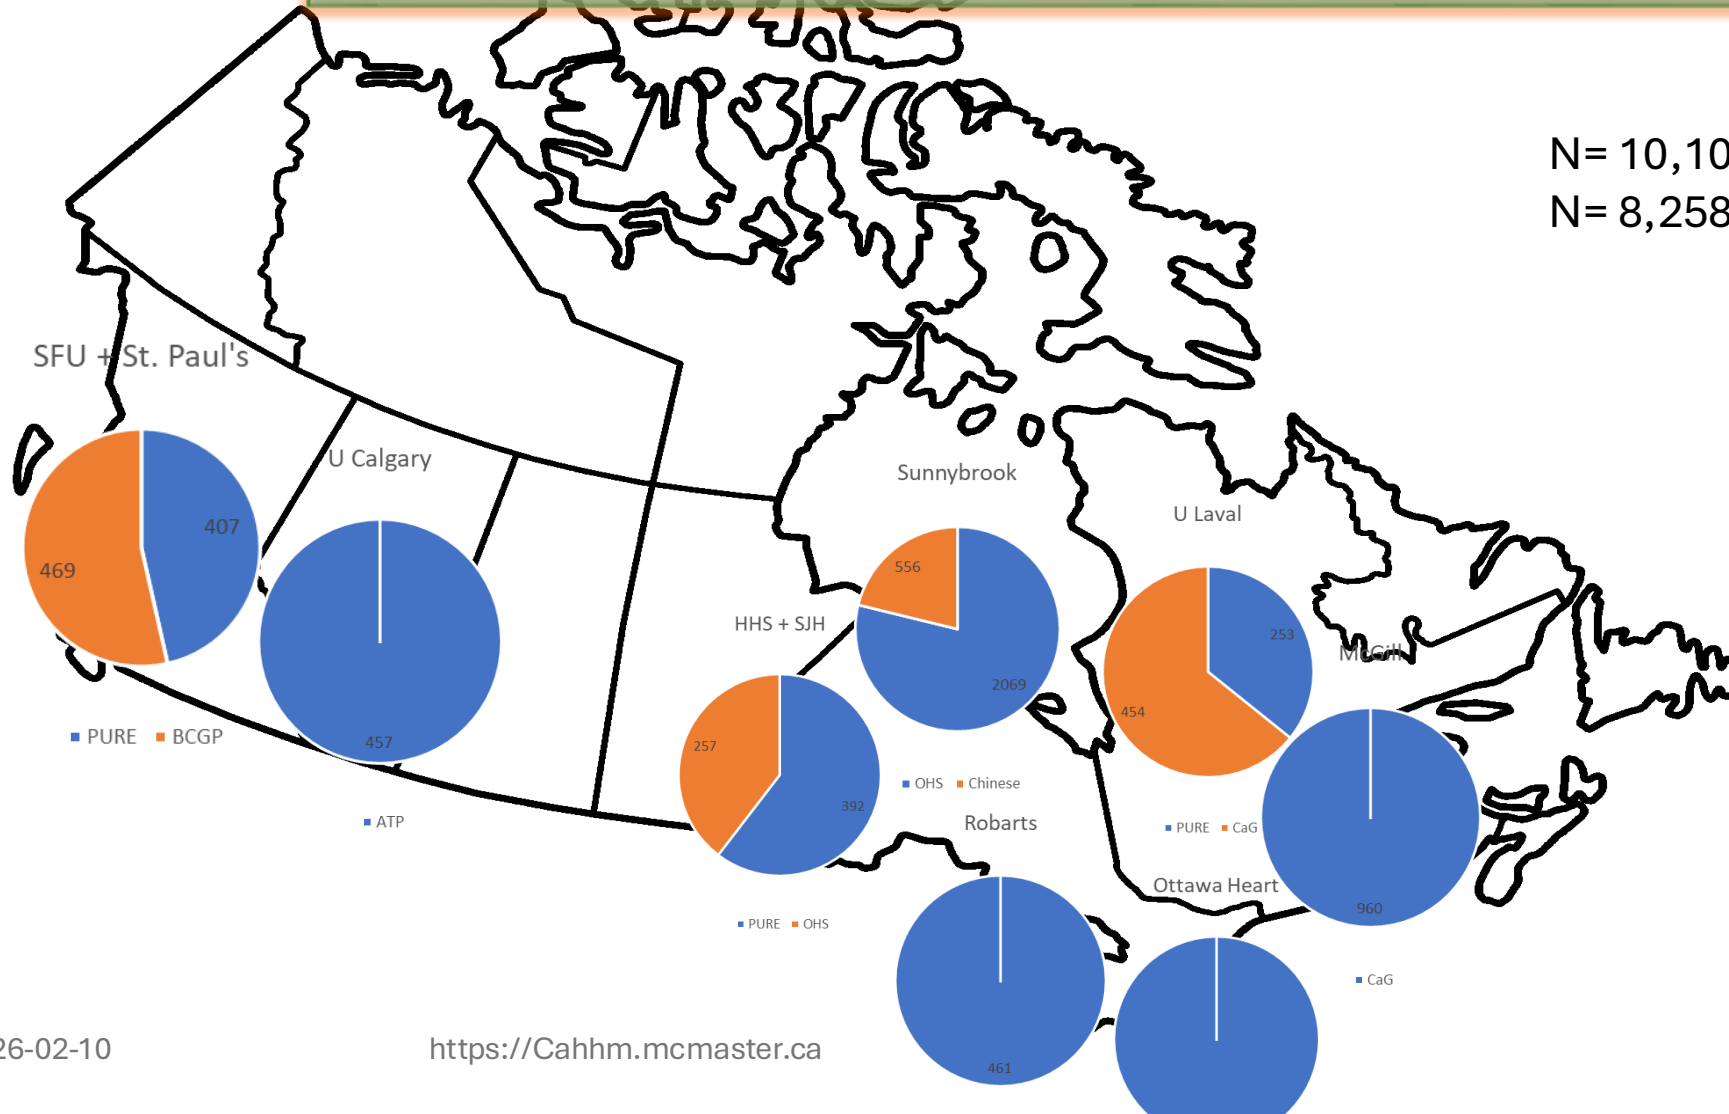 N= 10,10
N= 8,258
SFU + St. Paul's
407
469
PURE BCGP
U Calgary
457
ATP
HHS + SJH
257
392
PURE OHS
Sunnybrook
556
2069
OHS Chinese
Robarts
461
U Laval
253
454
PURE CaG
McGill
960
CaG
Ottawa Heart
26-02-10
https://Cahhm.mcmaster.ca